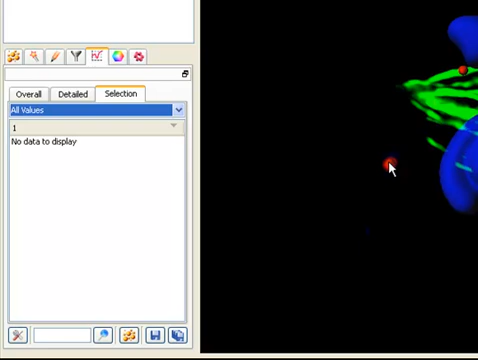 Overall
Detailed
Selection
All Values
1
No data to display